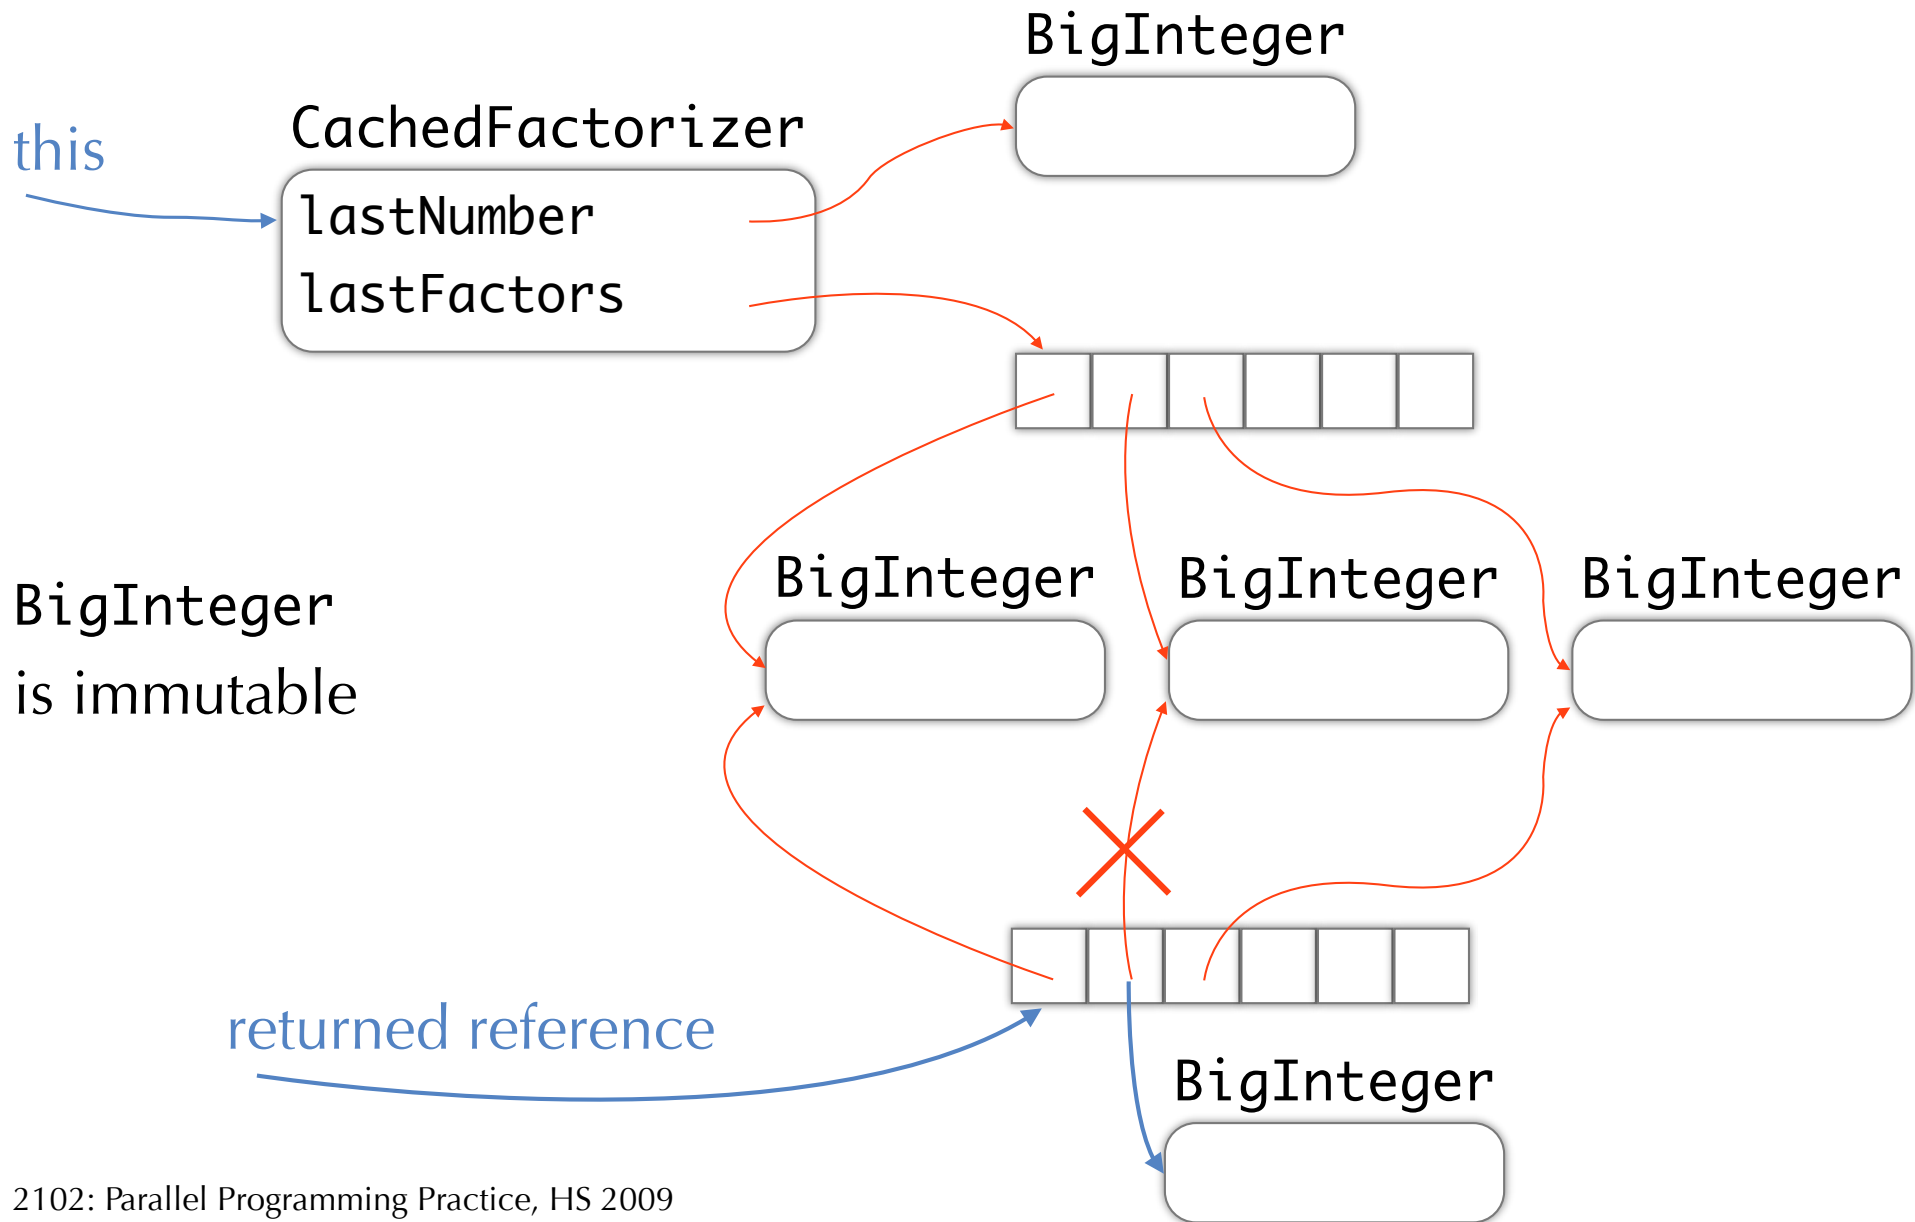 BigInteger
CachedFactorizer
this
lastNumber
lastFactors
BigInteger
BigInteger
BigInteger
BigInteger
is immutable
returned reference
BigInteger
2102: Parallel Programming Practice, HS 2009